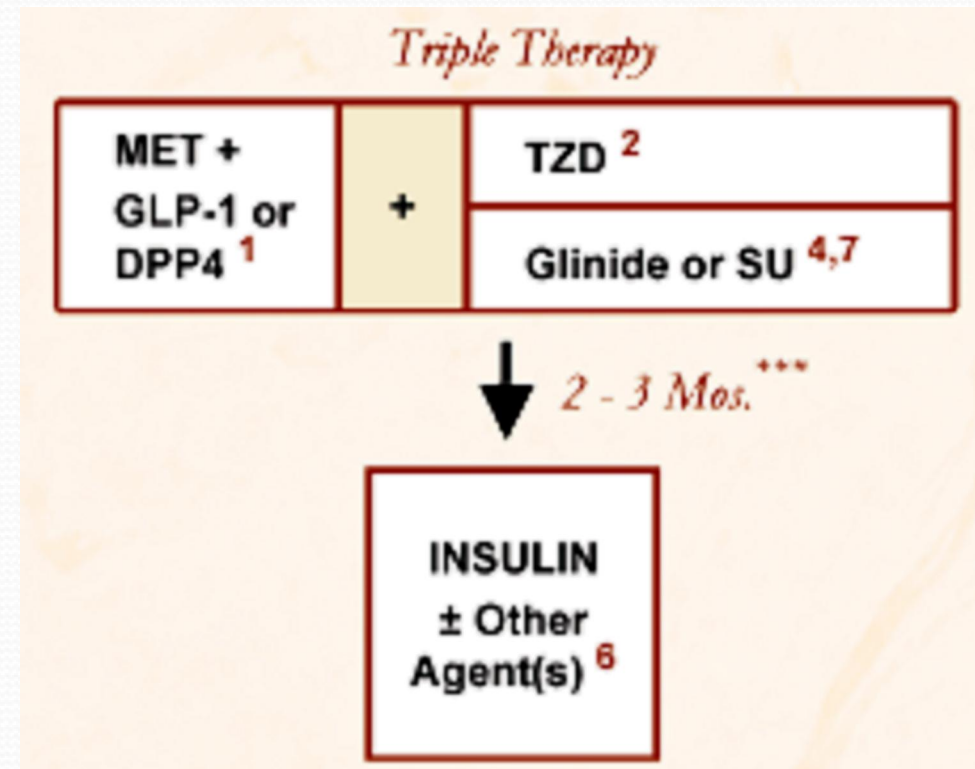 Triple Therapy
MET +
GLP-1 or
DPP4 1
+
TZD 2
Glinide or SU 4,7
2 - 3 Mos.***
INSULIN
± Other
Agent(s) 6